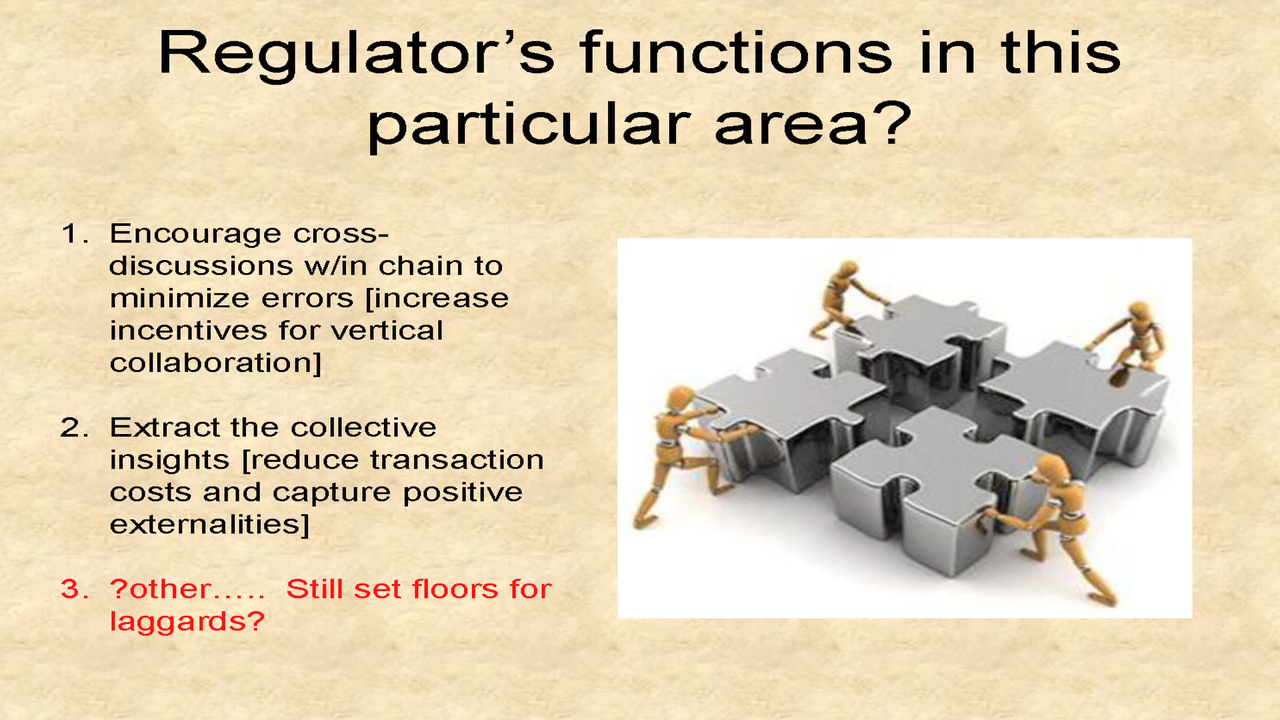 Regulator’s functions in this
particular area?
1. Encourage cross-
discussions w/in chain to
minimize errors [increase
incentives for vertical
collaboration]
2. Extract the collective
insights [reduce transaction
costs and capture positive
externalities]
3. ?other….. Still set floors for
laggards?